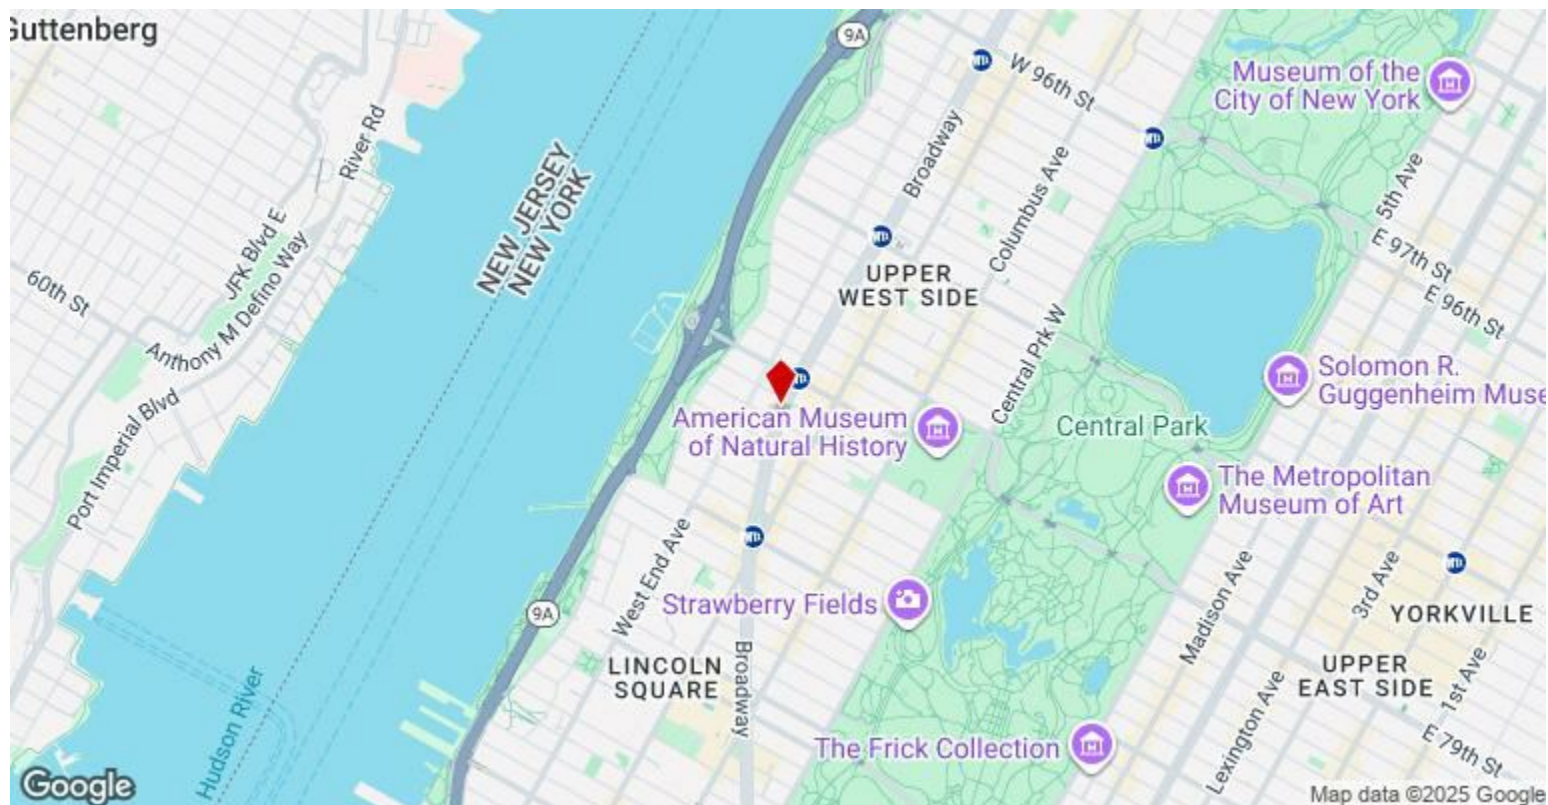 Guttenberg
9A
W 96th St
Museum of the
City of New York
River Rd
Broadway
NEW JERSEY
NEW YORK
Columbus Ave
5th Ave
JFK Blvd E
60th St
Anthony M Defino Way
UPPER
WEST SIDE
E 97th St
E 96th St
Central Prk W
Solomon R.
Guggenheim Muse
Port Imperial Blvd
American Museum
of Natural History
Central Park
The Metropolitan
Museum of Art
West End Ave
Strawberry Fields
9A
Madison Ave
3rd Ave
YORKVILLE
LINCOLN
SQUARE
Broadway
UPPER
EAST SIDE
1st Ave
Hudson River
The Frick Collection
Lexington Ave
E 79th St
Google
Map data ©2025 Google